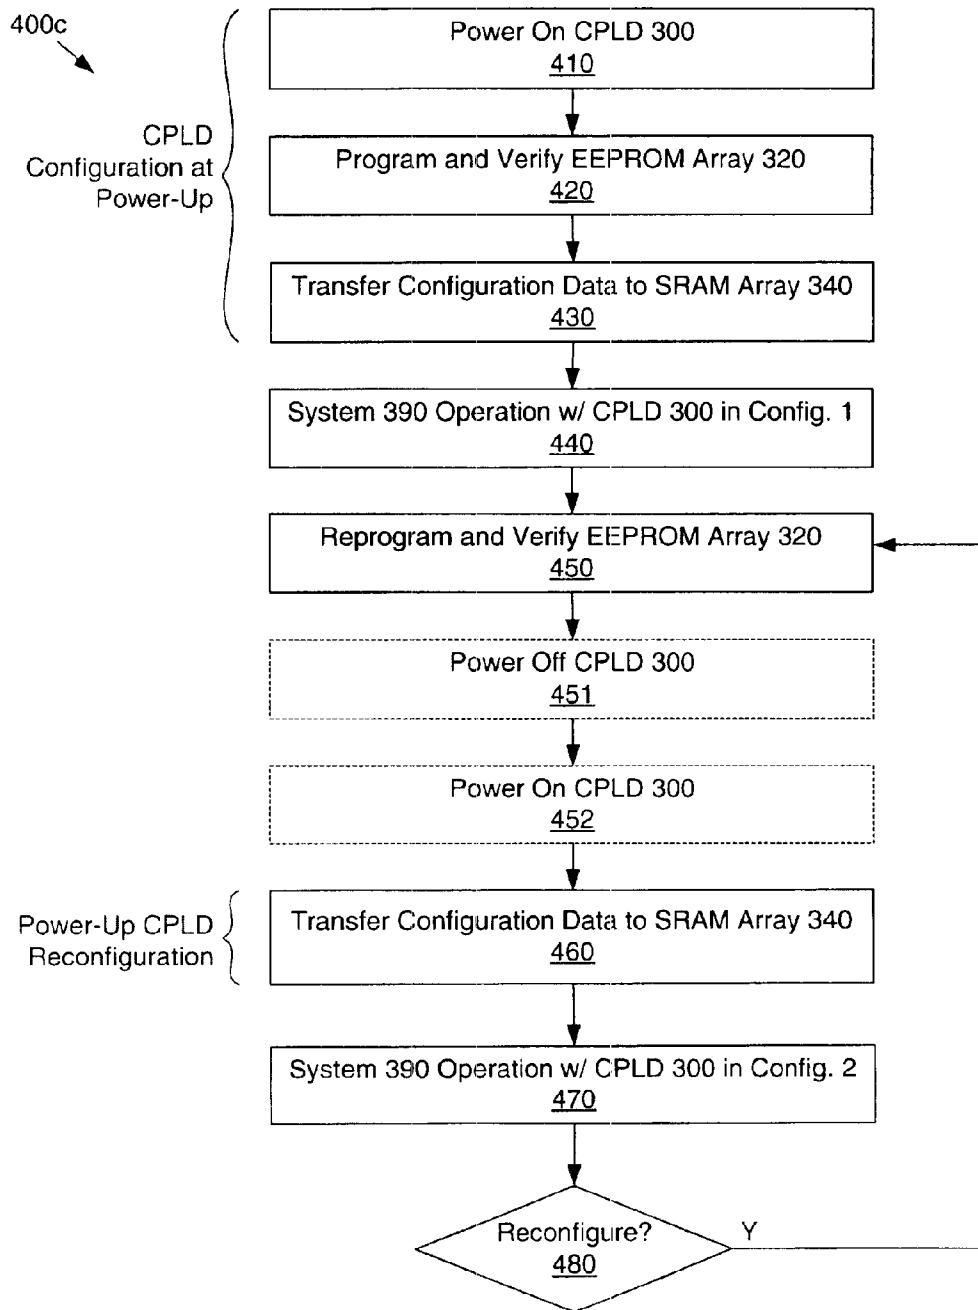 400c
Power On CPLD 300
410
CPLD
Configuration at
Power-Up
Program and Verify EEPROM Array 320
420
Transfer Configuration Data to SRAM Array 340
430
System 390 Operation w/ CPLD 300 in Config. 1
440
Reprogram and Verify EEPROM Array 320
450
Power Off CPLD 300
451
Power On CPLD 300
452
Power-Up CPLD
Reconfiguration
Transfer Configuration Data to SRAM Array 340
460
System 390 Operation w/ CPLD 300 in Config. 2
470
Reconfigure?
480
Y